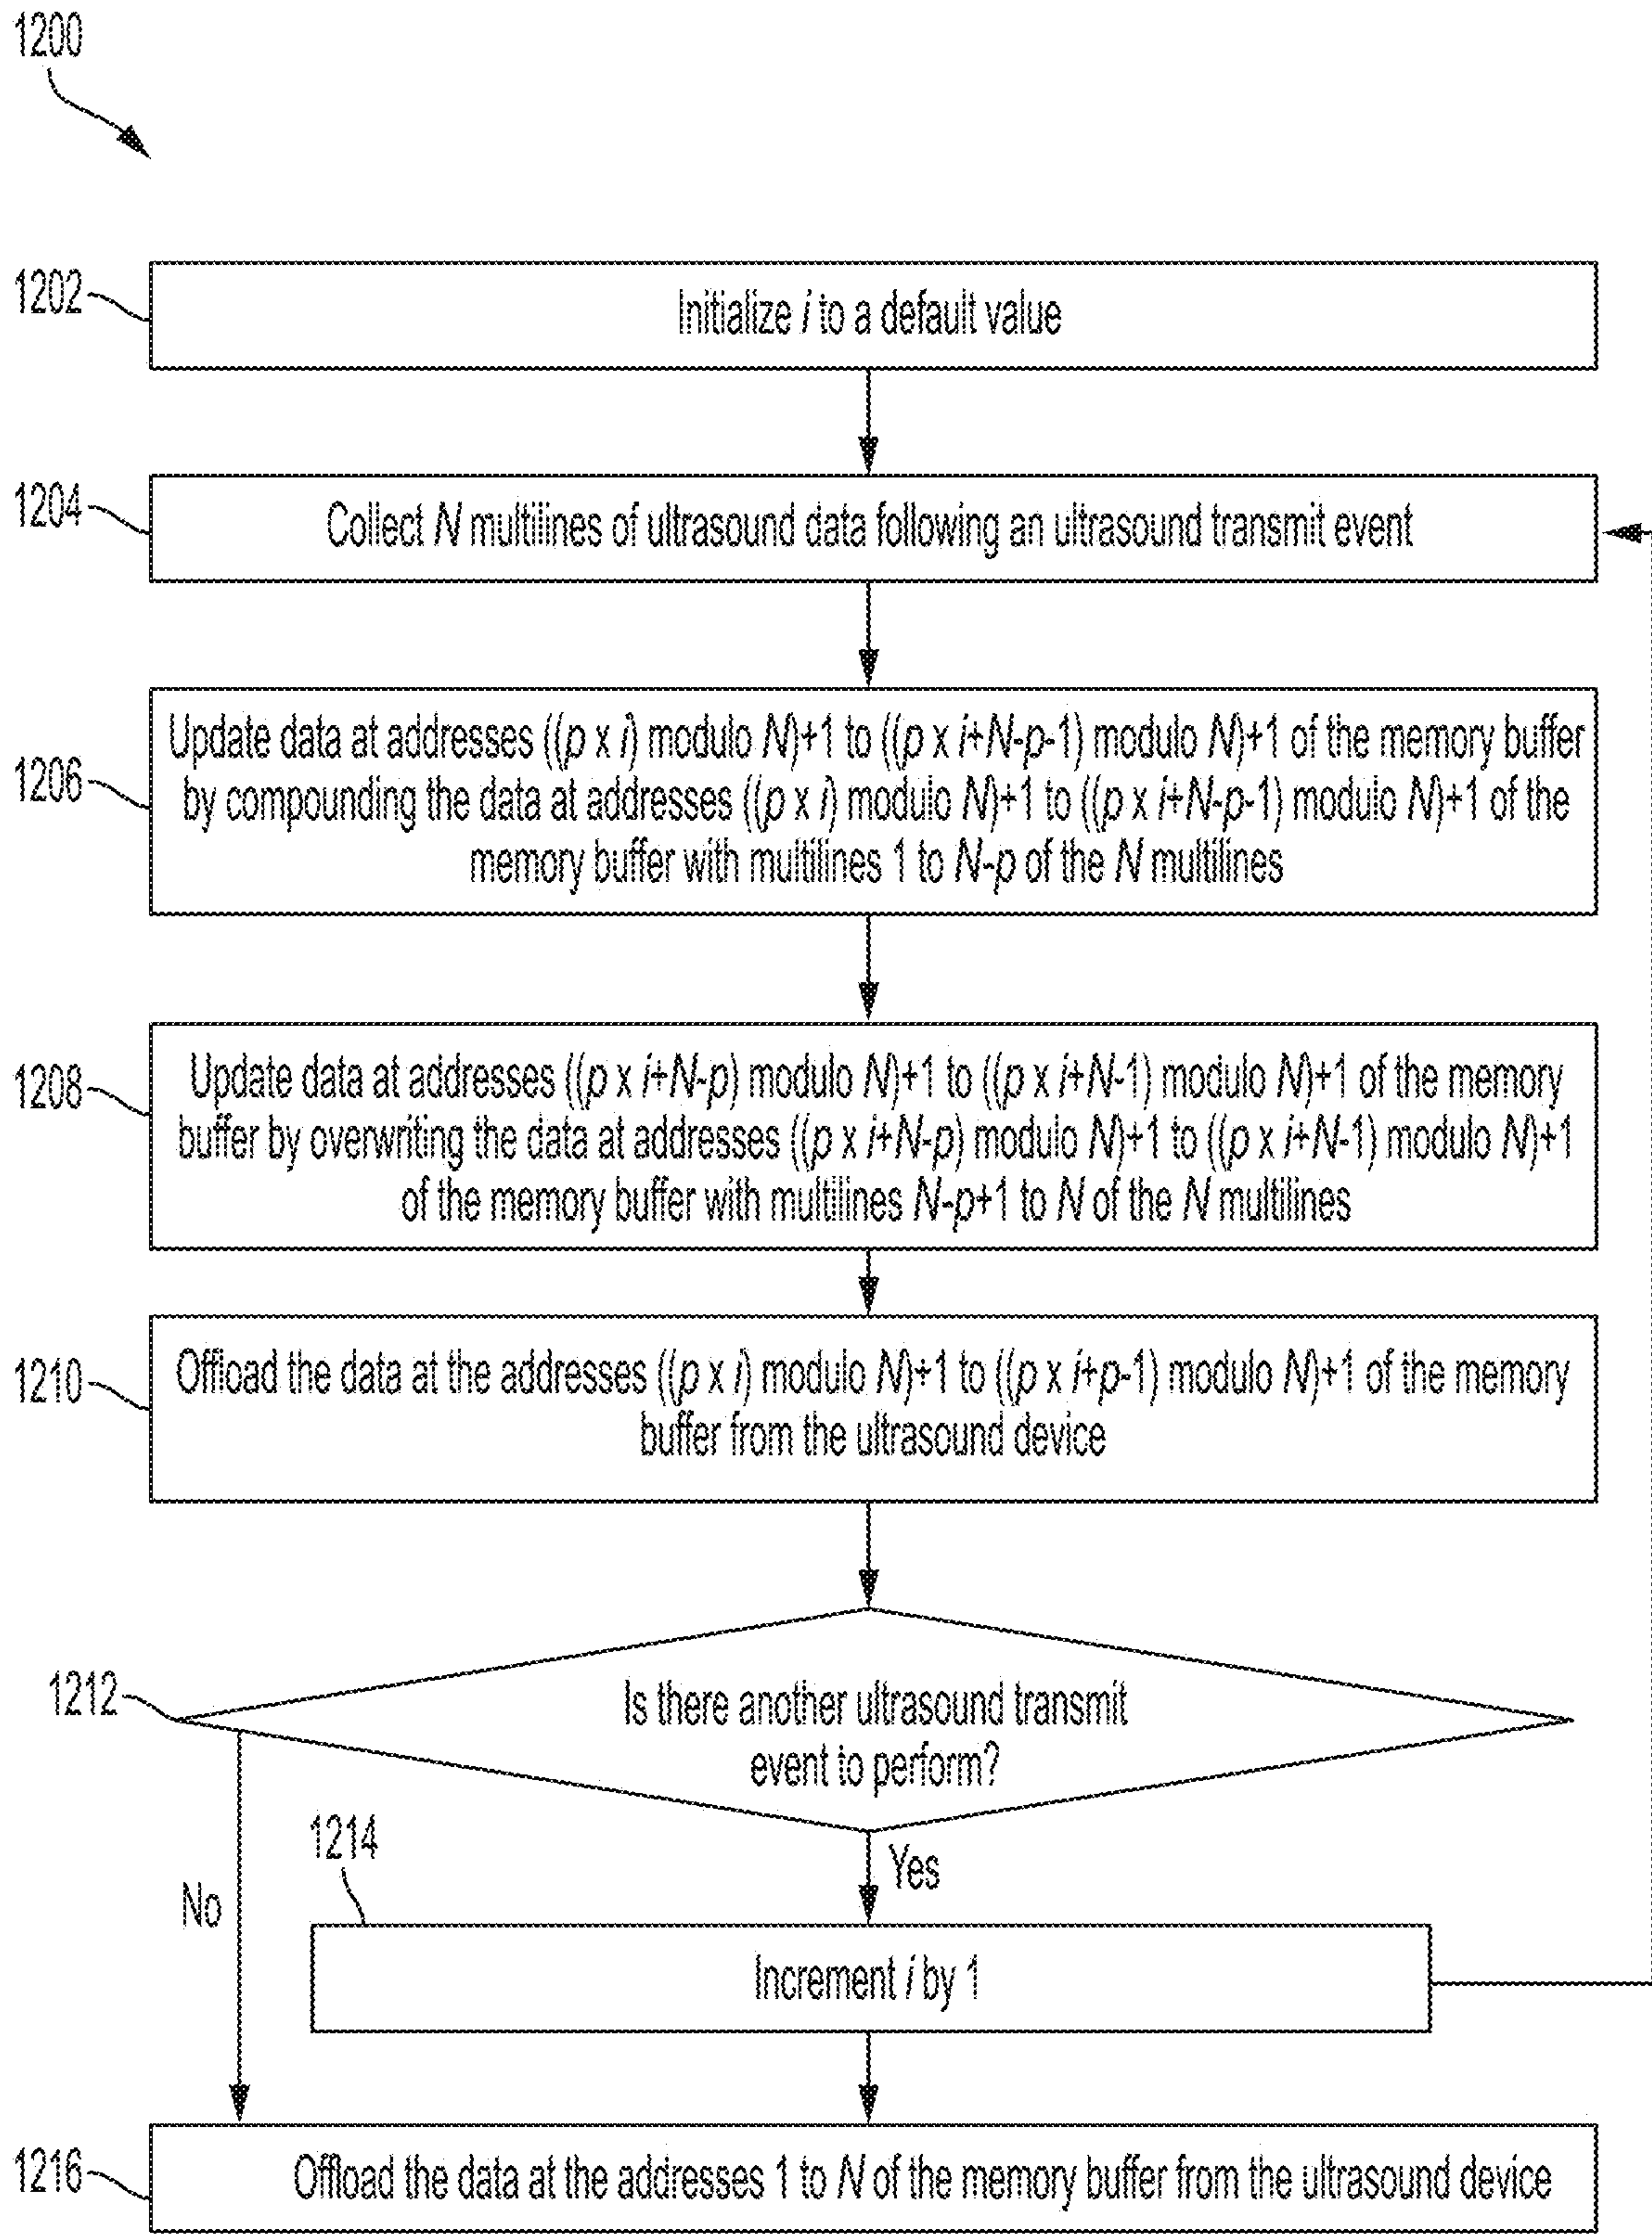 1200
1202
Initialize i to a default value
1204
Collect N multilines of ultrasound data following an ultrasound transmit event
1206
Update data at addresses ((p x i) modulo N)+1 to ((p x i+N-p-1) modulo N)+1 of the memory buffer
by compounding the data at addresses ((p x i) modulo N)+1 to ((p x i+N-p-1) modulo N)+1 of the
memory buffer with multilines 1 to N-p of the N multilines
1208
Update data at addresses ((p x i+N-p) modulo N)+1 to ((p x i+N-1) modulo N)+1 of the memory
buffer by overwriting the data at addresses ((p x i+N-p) modulo N)+1 to ((p x i+N-1) modulo N)+1
of the memory buffer with multilines N-p+1 to N of the N multilines
1210
Offload the data at the addresses ((p x i) modulo N)+1 to ((p x i+p-1) modulo N)+1 of the memory
buffer from the ultrasound device
1212
Is there another ultrasound transmit
event to perform?
1214
Yes
No
Increment i by 1
1216
Offload the data at the addresses 1 to N of the memory buffer from the ultrasound device